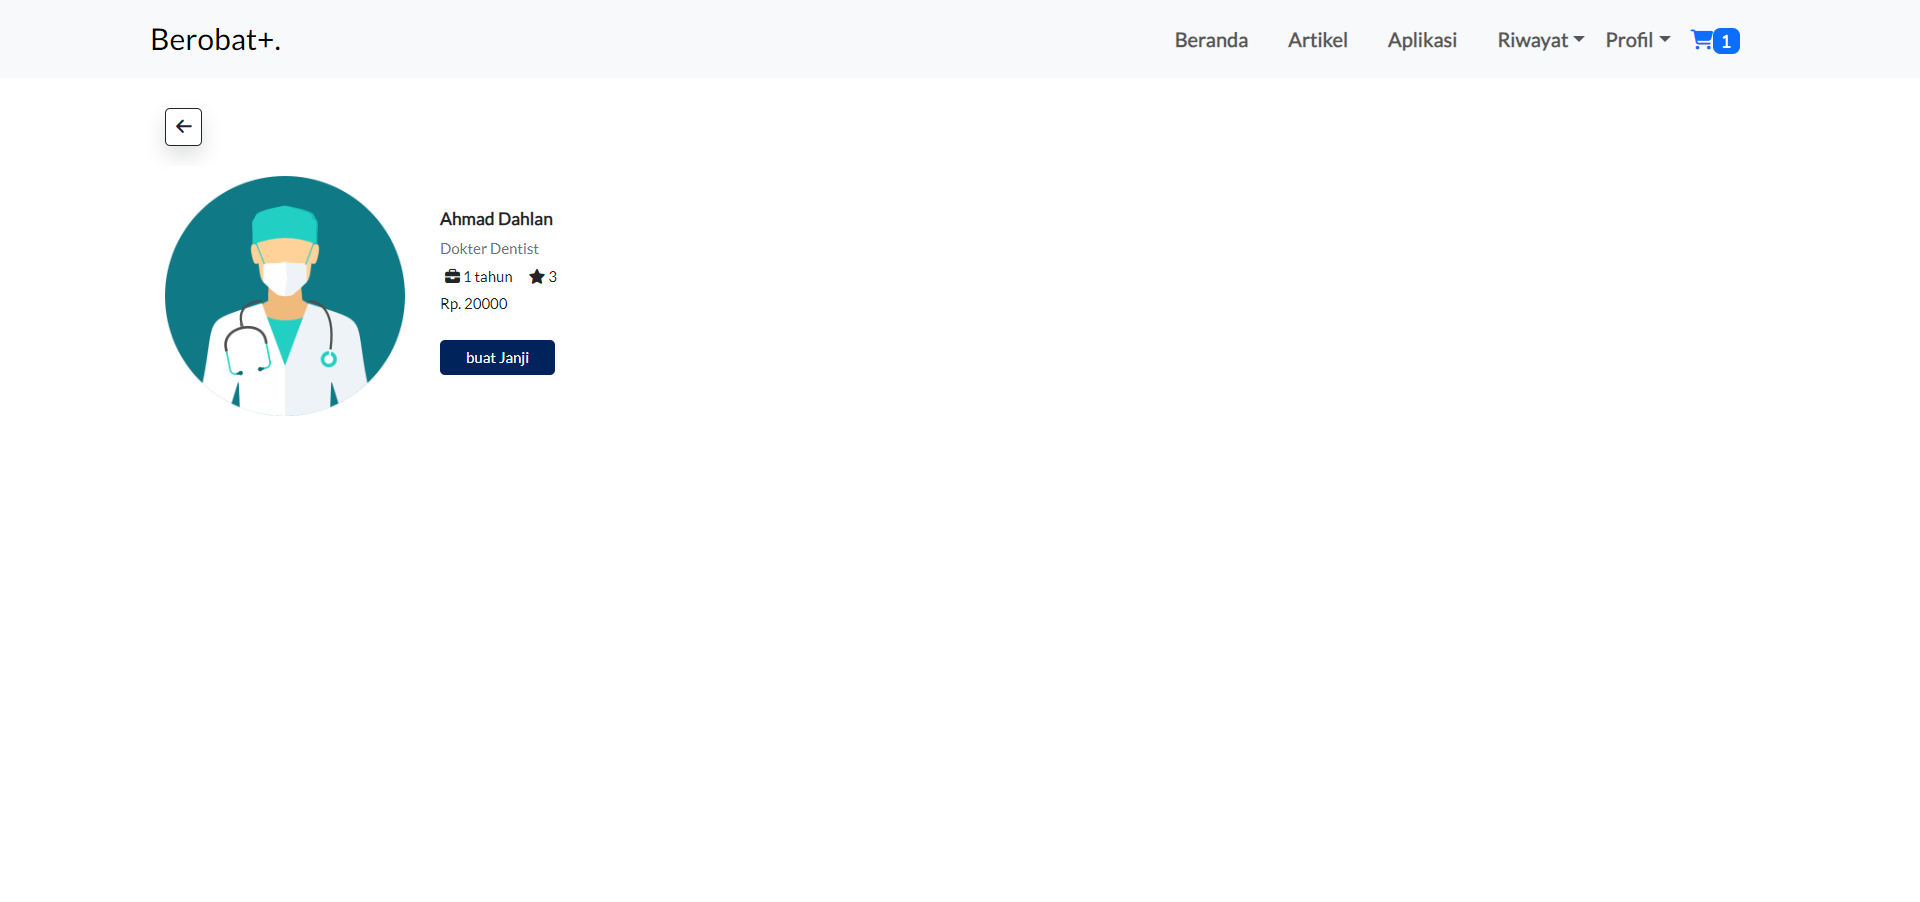 Berobat+. Beranda Artikel Aplikasi Riwayat Profil 1
Ahmad Dahlan
Dokter Dentist
1 tahun 3
Rp. 20000
buat Janji